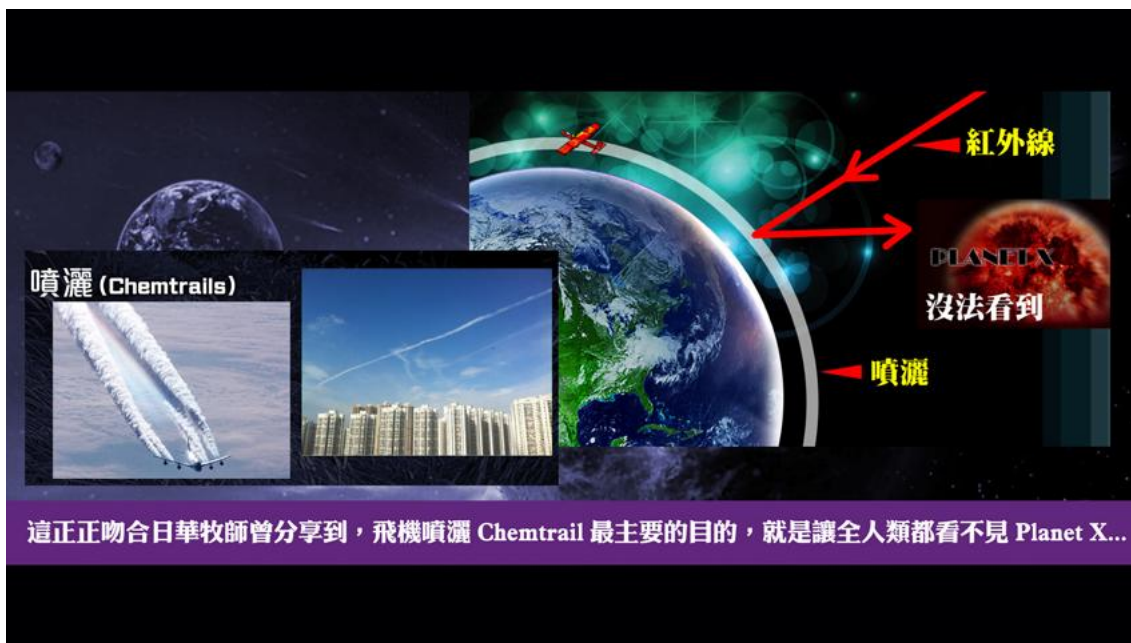 紅外線
PLANET X
沒法看到
噴灑 (Chemtrails)
噴灑
這正正吻合日華牧師曾分享到，飛機噴灑 Chemtrail 最主要的目的，就是讓全人類都看不見 Planet X...